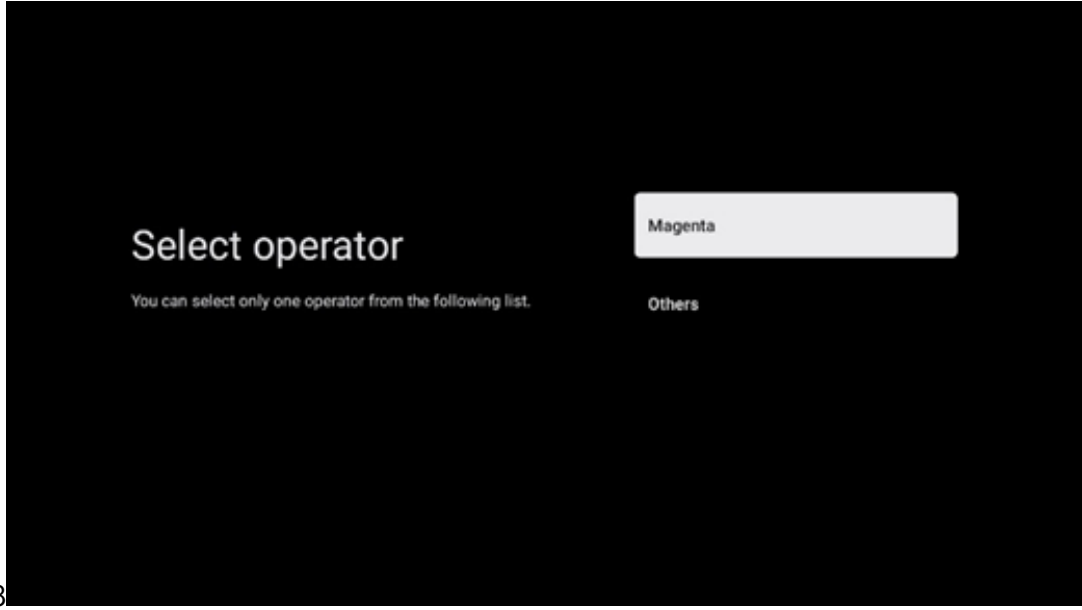 Select operator
You can select only one operator from the following list.
Magenta
Others